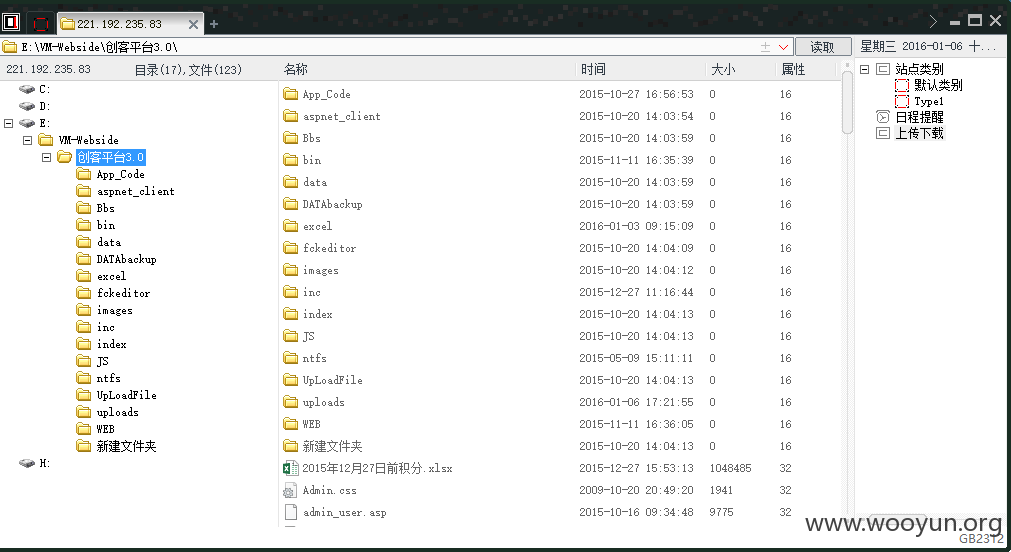 221.192.235.83
E:\VM-Webside\创客平台3.0\
读取
星期三 2016-01-06 十...
221.192.235.83 目录(17),文件(123)
名称 时间 大小 属性
C:
D:
E:
VM-Webside
创客平台3.0
App_Code
aspnet_client
Bbs
bin
data
DATAbackup
excel
fckeditor
images
inc
index
JS
ntfs
UpLoadFile
uploads
WEB
新建文件夹
H:
App_Code 2015-10-27 16:56:53 0 16
aspnet_client 2015-10-20 14:03:54 0 16
Bbs 2015-10-20 14:03:59 0 16
bin 2015-11-11 16:35:39 0 16
data 2015-10-20 14:03:59 0 16
DATAbackup 2015-10-20 14:03:59 0 16
excel 2016-01-03 09:15:09 0 16
fckeditor 2015-10-20 14:04:09 0 16
images 2015-10-20 14:04:12 0 16
inc 2015-12-27 11:16:44 0 16
index 2015-10-20 14:04:13 0 16
JS 2015-10-20 14:04:13 0 16
ntfs 2015-05-09 15:11:11 0 16
UpLoadFile 2015-10-20 14:04:13 0 16
uploads 2016-01-06 17:21:55 0 16
WEB 2015-11-11 16:36:05 0 16
新建文件夹 2015-10-20 14:04:13 0 16
2015年12月27日前积分.xlsx 2015-12-27 15:53:13 1048485 32
Admin.css 2009-10-20 20:49:20 1941 32
admin_user.asp 2015-10-16 09:34:48 9775 32
站点类别
默认类别
Type1
日程提醒
上传下载
www.wooyun.org
GB2312